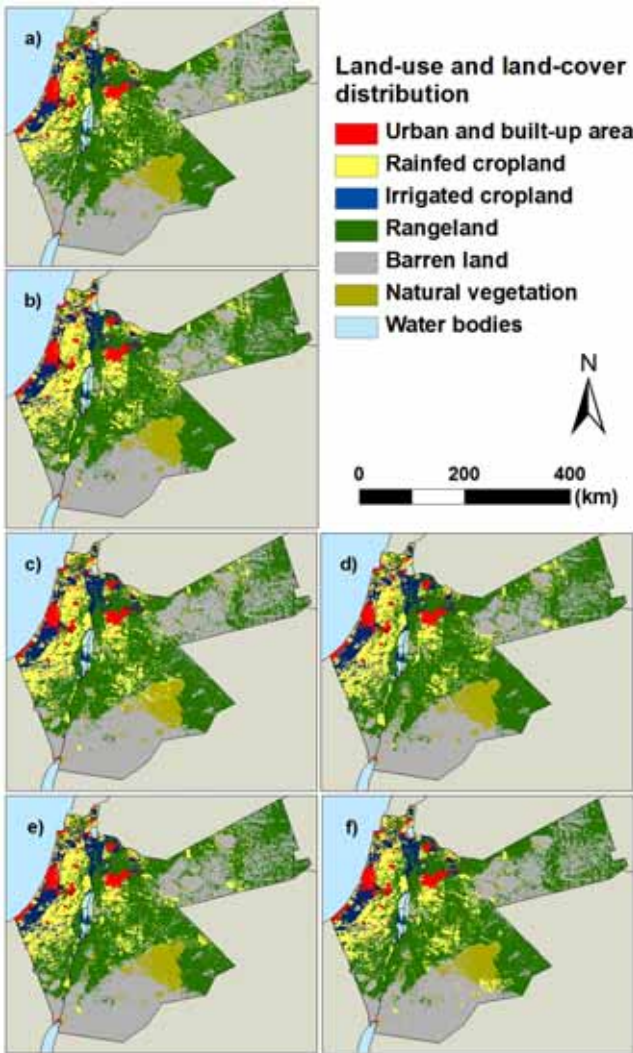 a)
Land-use and land-cover
distribution
Urban and built-up area
Rainfed cropland
Irrigated cropland
Rangeland
Barren land
Natural vegetation
Water bodies
b)
N
0 200 400
(km)
c)
d)
e)
f)